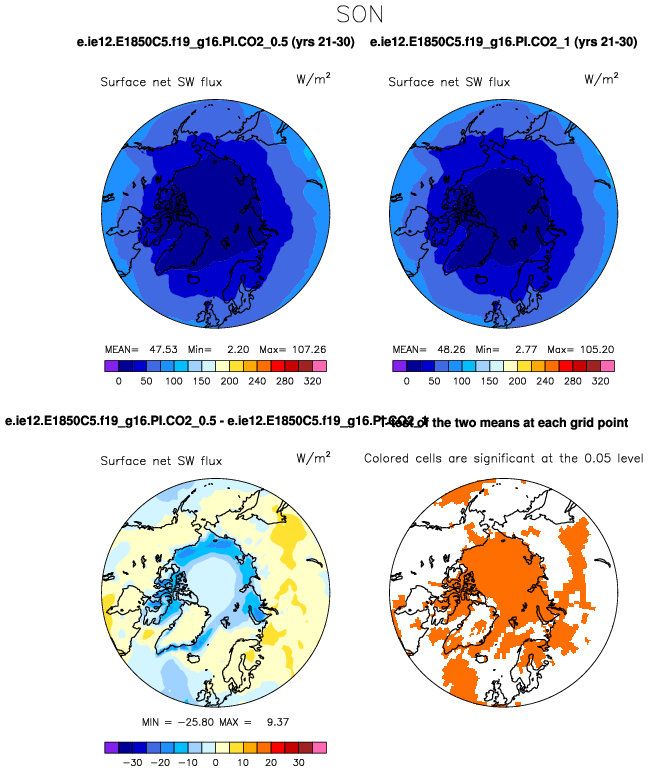 SON
e.ie12.E1850C5.f19_g16.PI.CO2_0.5 (yrs 21-30)
e.ie12.E1850C5.f19_g16.PI.CO2_1 (yrs 21-30)
Surface net SW flux W/m²
Surface net SW flux W/m²
MEAN= 47.53 Min= 2.20 Max= 107.26
MEAN= 48.26 Min= 2.77 Max= 105.20
0 50 100 150 200 240 280 320
0 50 100 150 200 240 280 320
e.ie12.E1850C5.f19_g16.PI.CO2_0.5 - e.ie12.E1850C5.f19_g16.PI.CO2_1
T-test of the two means at each grid point
Surface net SW flux W/m²
Colored cells are significant at the 0.05 level
MIN = −25.80 MAX = 9.37
−30 −20 −10 0 10 20 30